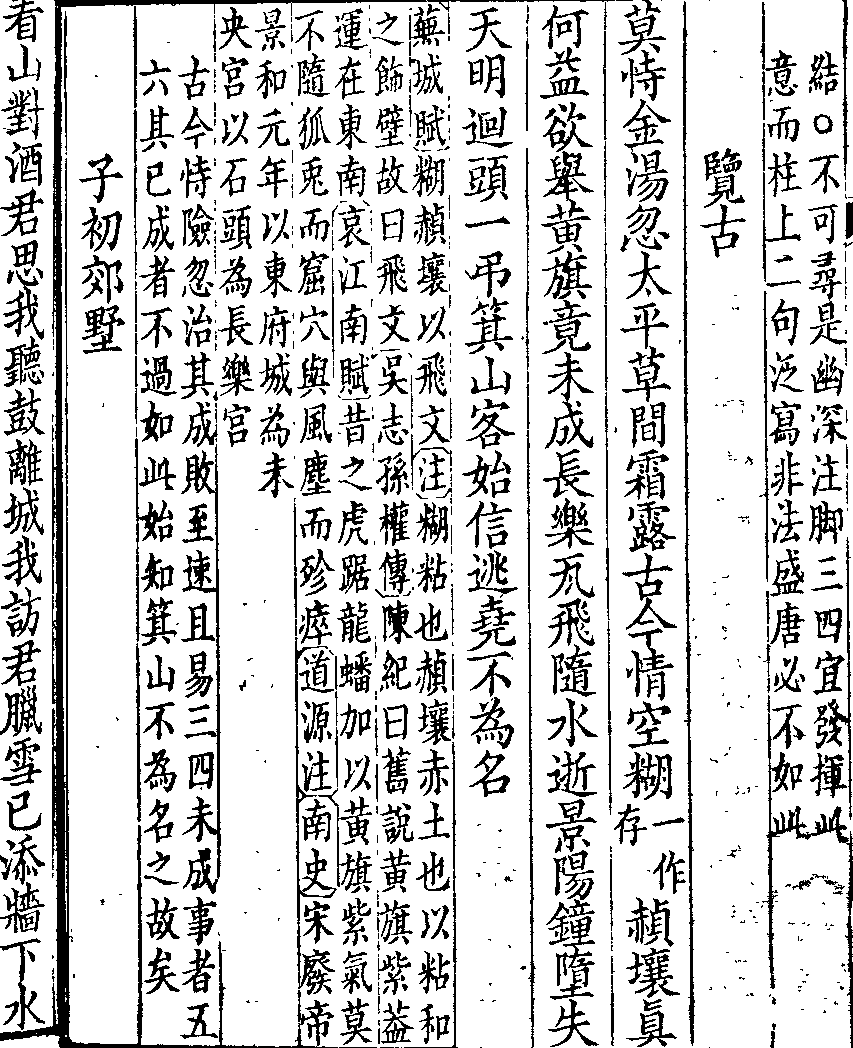 結○不可尋是幽深注脚三四宜發揮此
意而柱上二句泛寫非法盛唐必不如此
覽古
莫恃金湯忽太平草間霜露古今情空糊一作存赬壤眞
何益欲舉黄旗竟未成長樂瓦飛隨水逝景陽鐘墮失
天明迴頭一弔箕山客始信逃堯不為名
蕪城賦糊赬壤以飛文注糊粘也赬壤赤土也以粘和
之飾壁故曰飛文吳志孫權傳陳紀曰舊說黄旗紫葢
運在東南哀江南賦昔之虎踞龍蟠加以黄旗紫氣莫
不隨狐兎而窟穴與風塵而殄瘁道源注南史宋廢帝
景和元年以東府城為未
央宫以石頭為長樂宫
古今恃險忽治其成敗至速且易三四未成事者五
六其已成者不過如此始知箕山不為名之故矣
子初郊墅
看山對酒君思我聽鼓離城我訪君臘雪已添牆下水